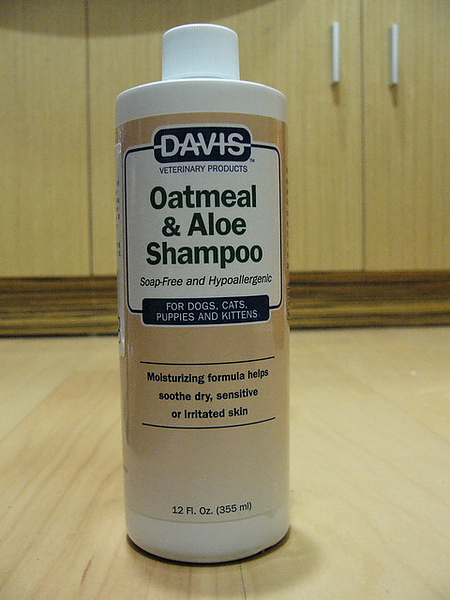 DAVIS
TM
VETERINARY PRODUCTS
Oatmeal
& Aloe
Shampoo
Soap-Free and Hypoallergenic
FOR DOGS, CATS,
PUPPIES AND KITTENS
Moisturizing formula helps
soothe dry, sensitive
or irritated skin
12 Fl. Oz. (355 ml)